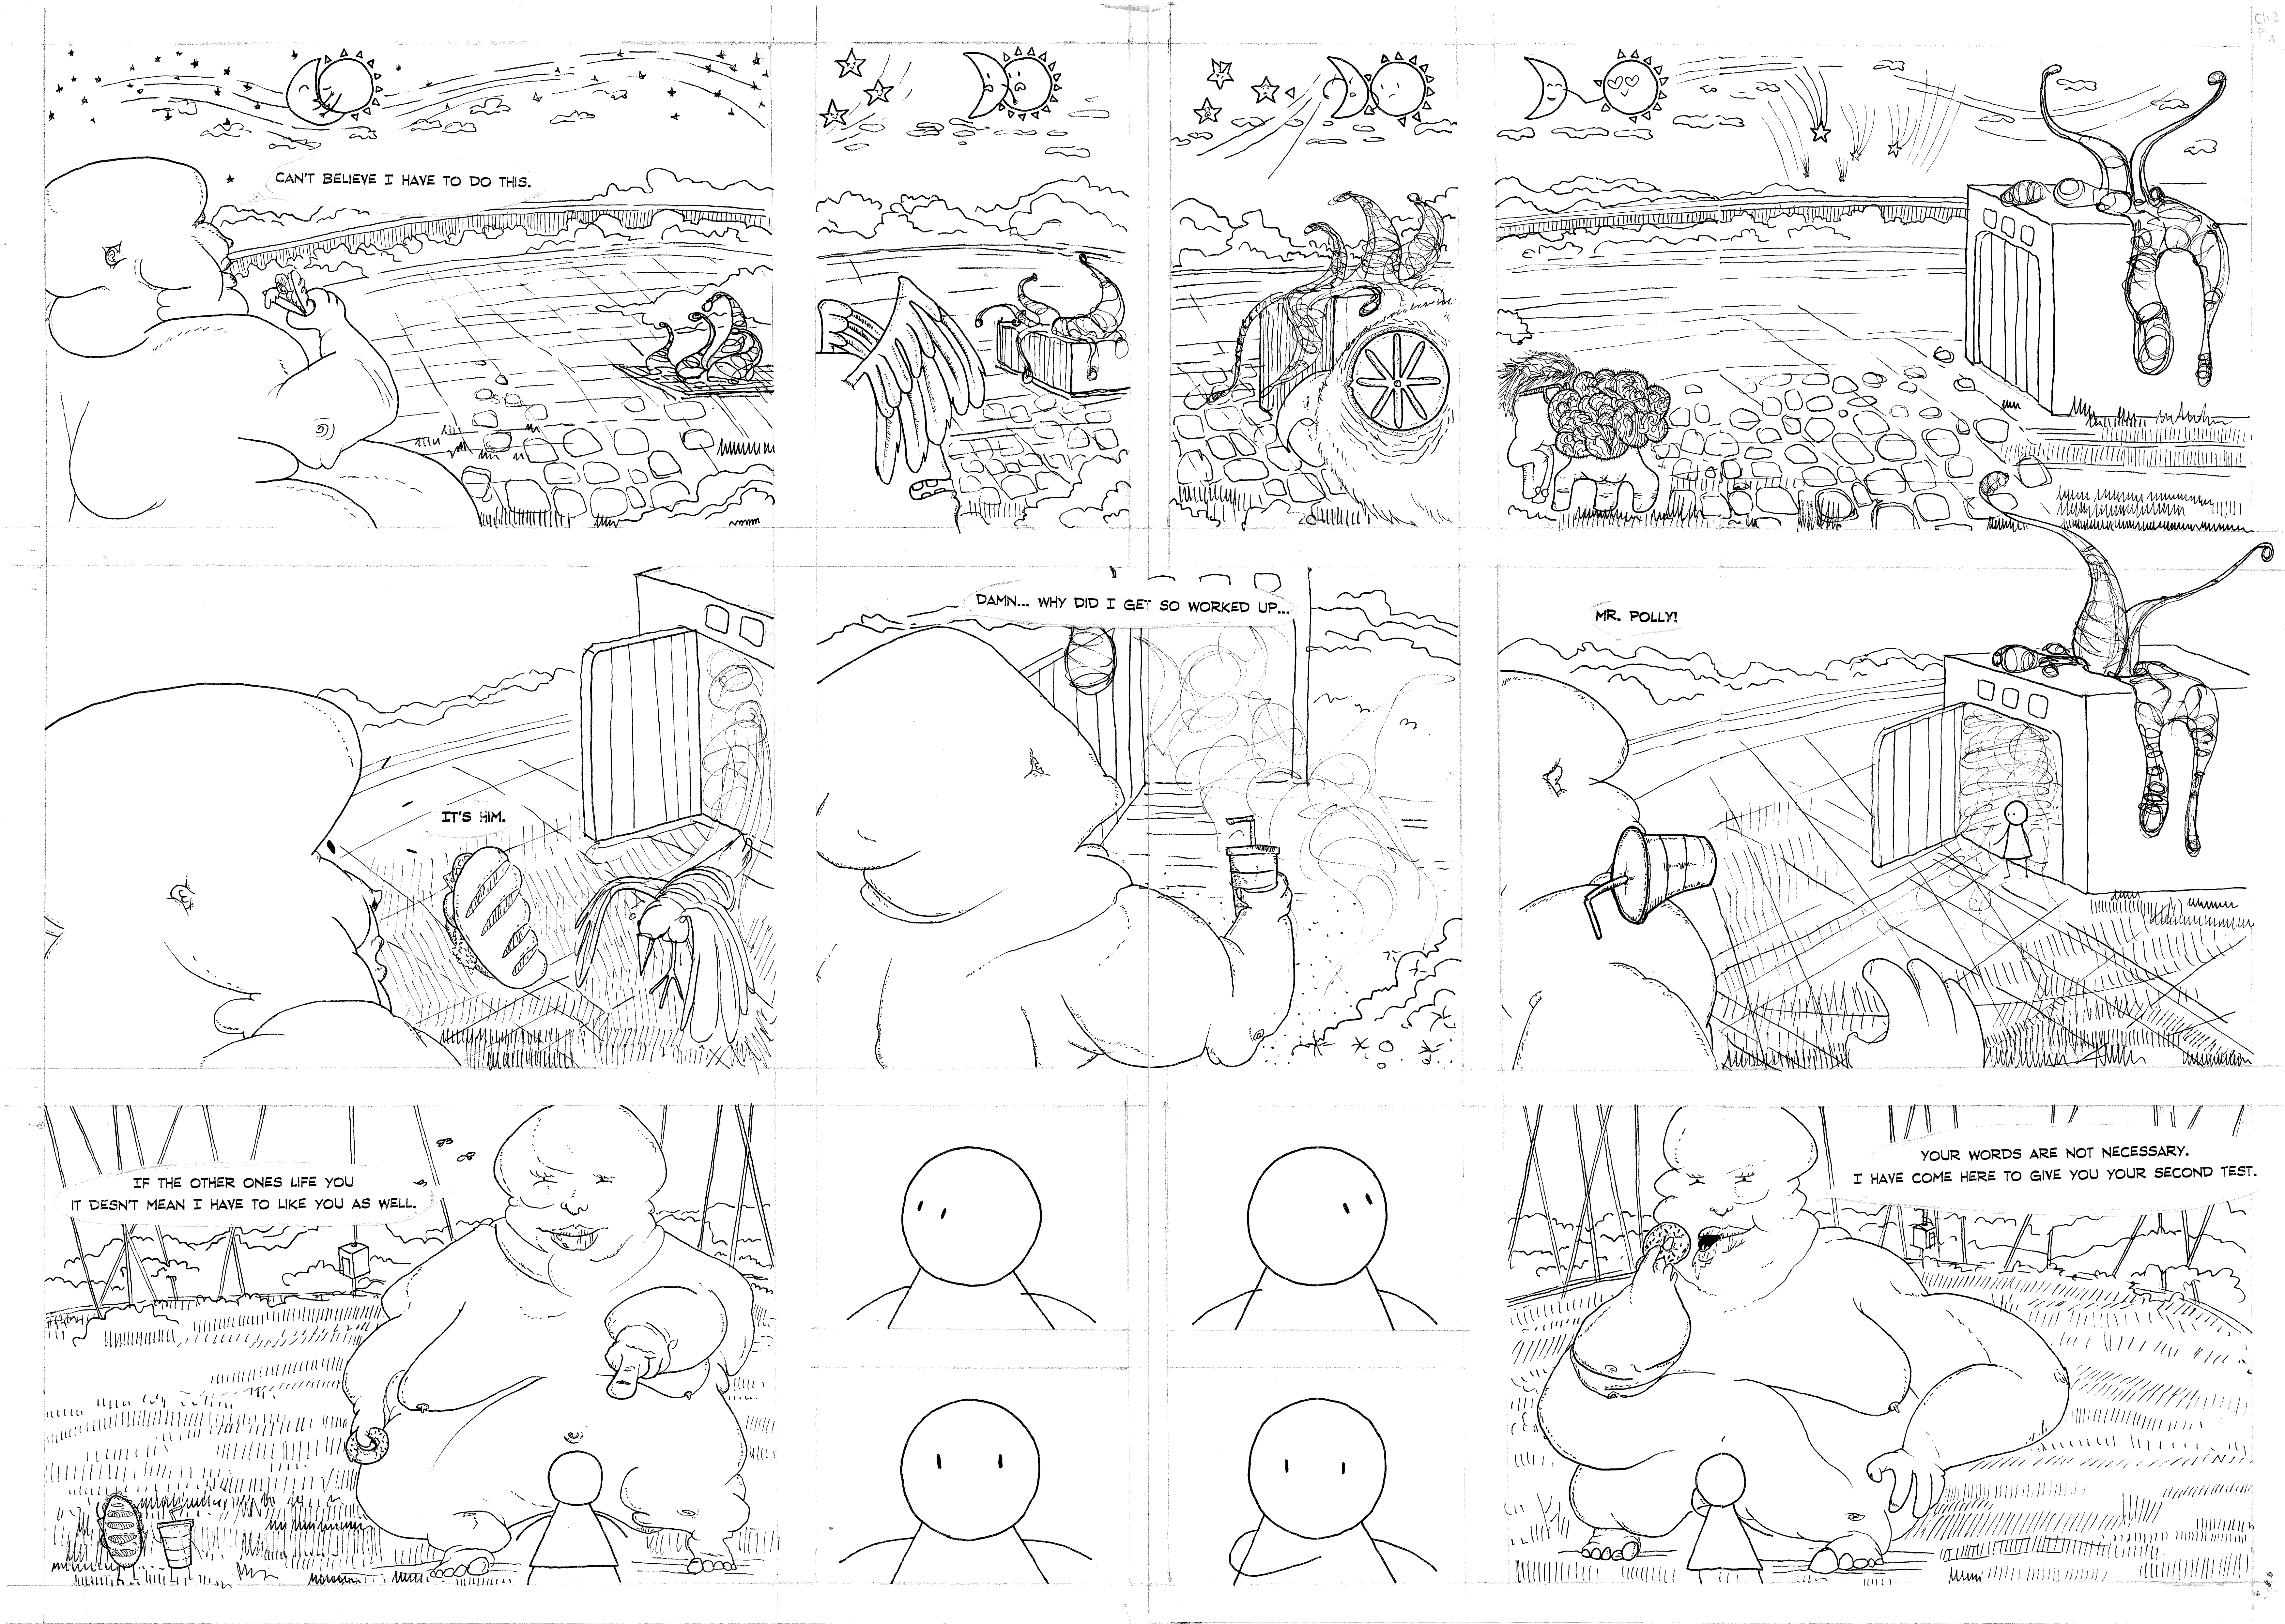 Ch2
CAN'T BELIEVE I HAVE TO DO THIS.
IT'S HIM.
DAMN... WHY DID I GET SO WORKED UP...
MR. POLLY!
IF THE OTHER ONES LIFE YOU
IT DESN'T MEAN I HAVE TO LIKE YOU AS WELL.
YOUR WORDS ARE NOT NECESSARY.
I HAVE COME HERE TO GIVE YOU YOUR SECOND TEST.